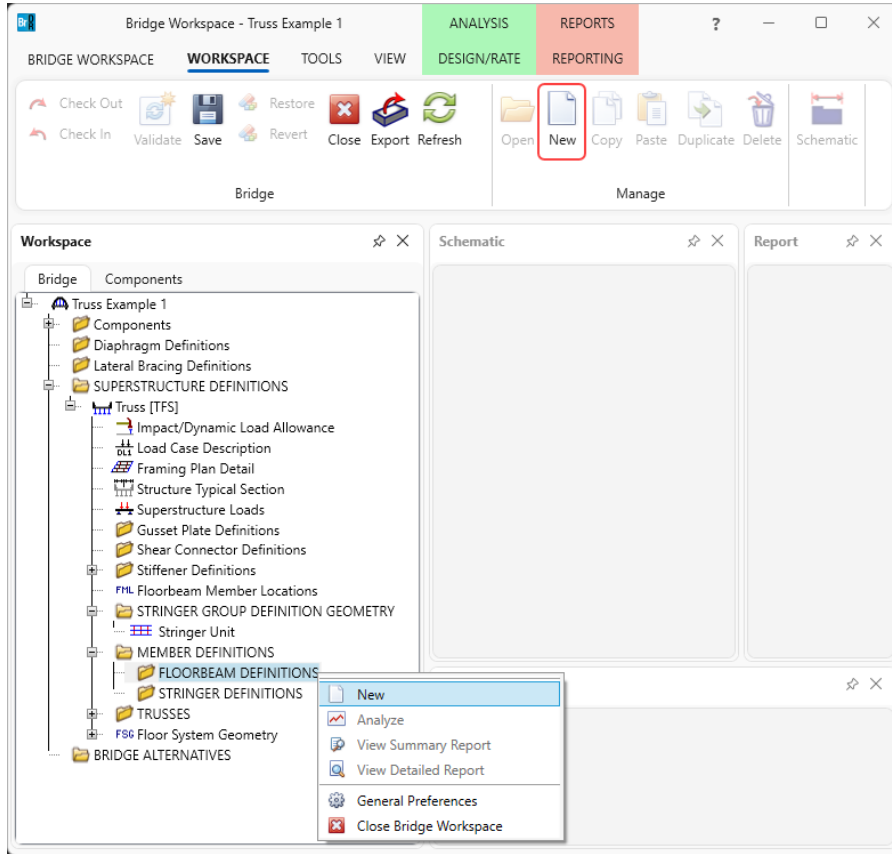 Br Bridge Workspace - Truss Example 1 ANALYSIS REPORTS ?
BRIDGE WORKSPACE WORKSPACE TOOLS VIEW DESIGN/RATE REPORTING
Check Out
Check In
Validate
Save
Restore
Revert
Close
Export
Refresh
Open
New
Copy
Paste
Duplicate
Delete
Schematic
Bridge
Manage
Workspace
Schematic
Report
Bridge Components
Truss Example 1
Components
Diaphragm Definitions
Lateral Bracing Definitions
SUPERSTRUCTURE DEFINITIONS
Truss [TFS]
Impact/Dynamic Load Allowance
DL1 Load Case Description
Framing Plan Detail
Structure Typical Section
Superstructure Loads
Gusset Plate Definitions
Shear Connector Definitions
Stiffener Definitions
FML Floorbeam Member Locations
STRINGER GROUP DEFINITION GEOMETRY
Stringer Unit
MEMBER DEFINITIONS
FLOORBEAM DEFINITIONS
STRINGER DEFINITIONS
TRUSSES
FSG Floor System Geometry
BRIDGE ALTERNATIVES
New
Analyze
View Summary Report
View Detailed Report
General Preferences
Close Bridge Workspace